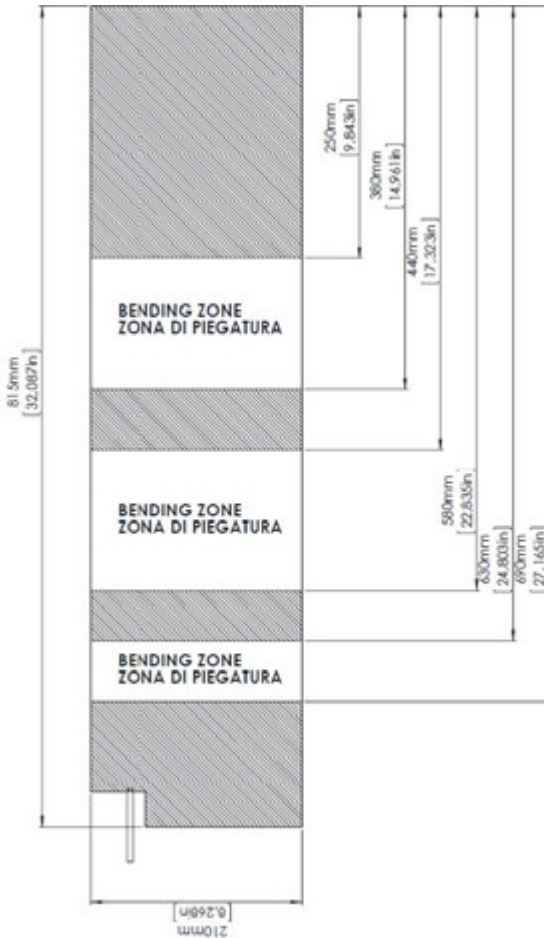 250mm
[9.843in]
380mm
[14.961in]
440mm
[17.323in]
BENDING ZONE
ZONA DI PIEGATURA
815mm
[32.087in]
BENDING ZONE
ZONA DI PIEGATURA
580mm
[22.835in]
630mm
[24.803in]
690mm
[27.165in]
BENDING ZONE
ZONA DI PIEGATURA
210mm
[8.268in]